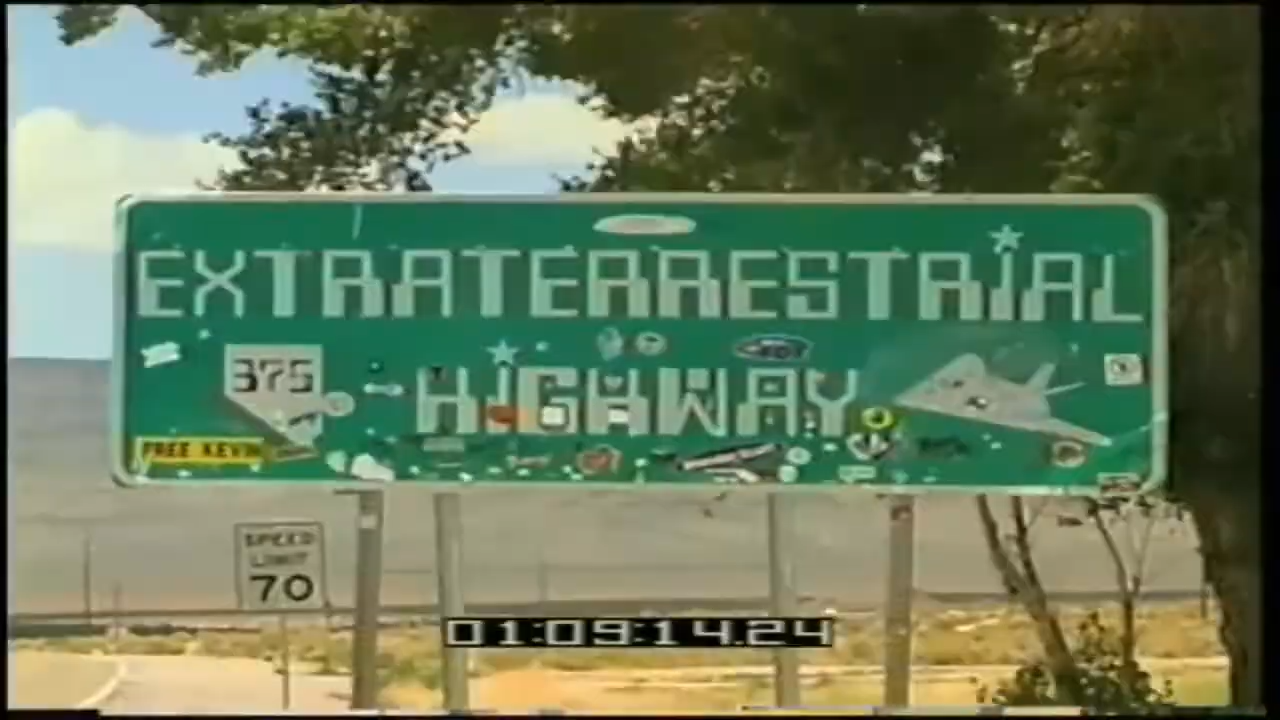 EXTRATERRESTRIAL
HIGHWAY
375
FREE KEVIN
SPEED
LIMIT
70
01:09:14.24